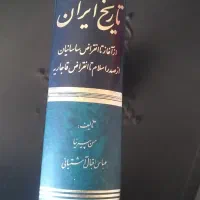 تاریخ ایران
از آغاز تا انقراض ساسانیان
از صدر اسلام تا انقراض قاجاریه
تألیف:
حسن پیرنیا
عباس اقبال آشتیانی